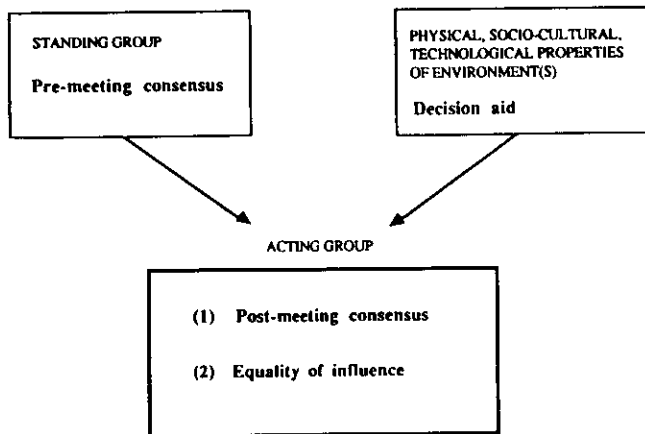 STANDING GROUP
Pre-meeting consensus
PHYSICAL, SOCIO-CULTURAL,
TECHNOLOGICAL PROPERTIES
OF ENVIRONMENT(S)
Decision aid
ACTING GROUP
(1) Post-meeting consensus
(2) Equality of influence